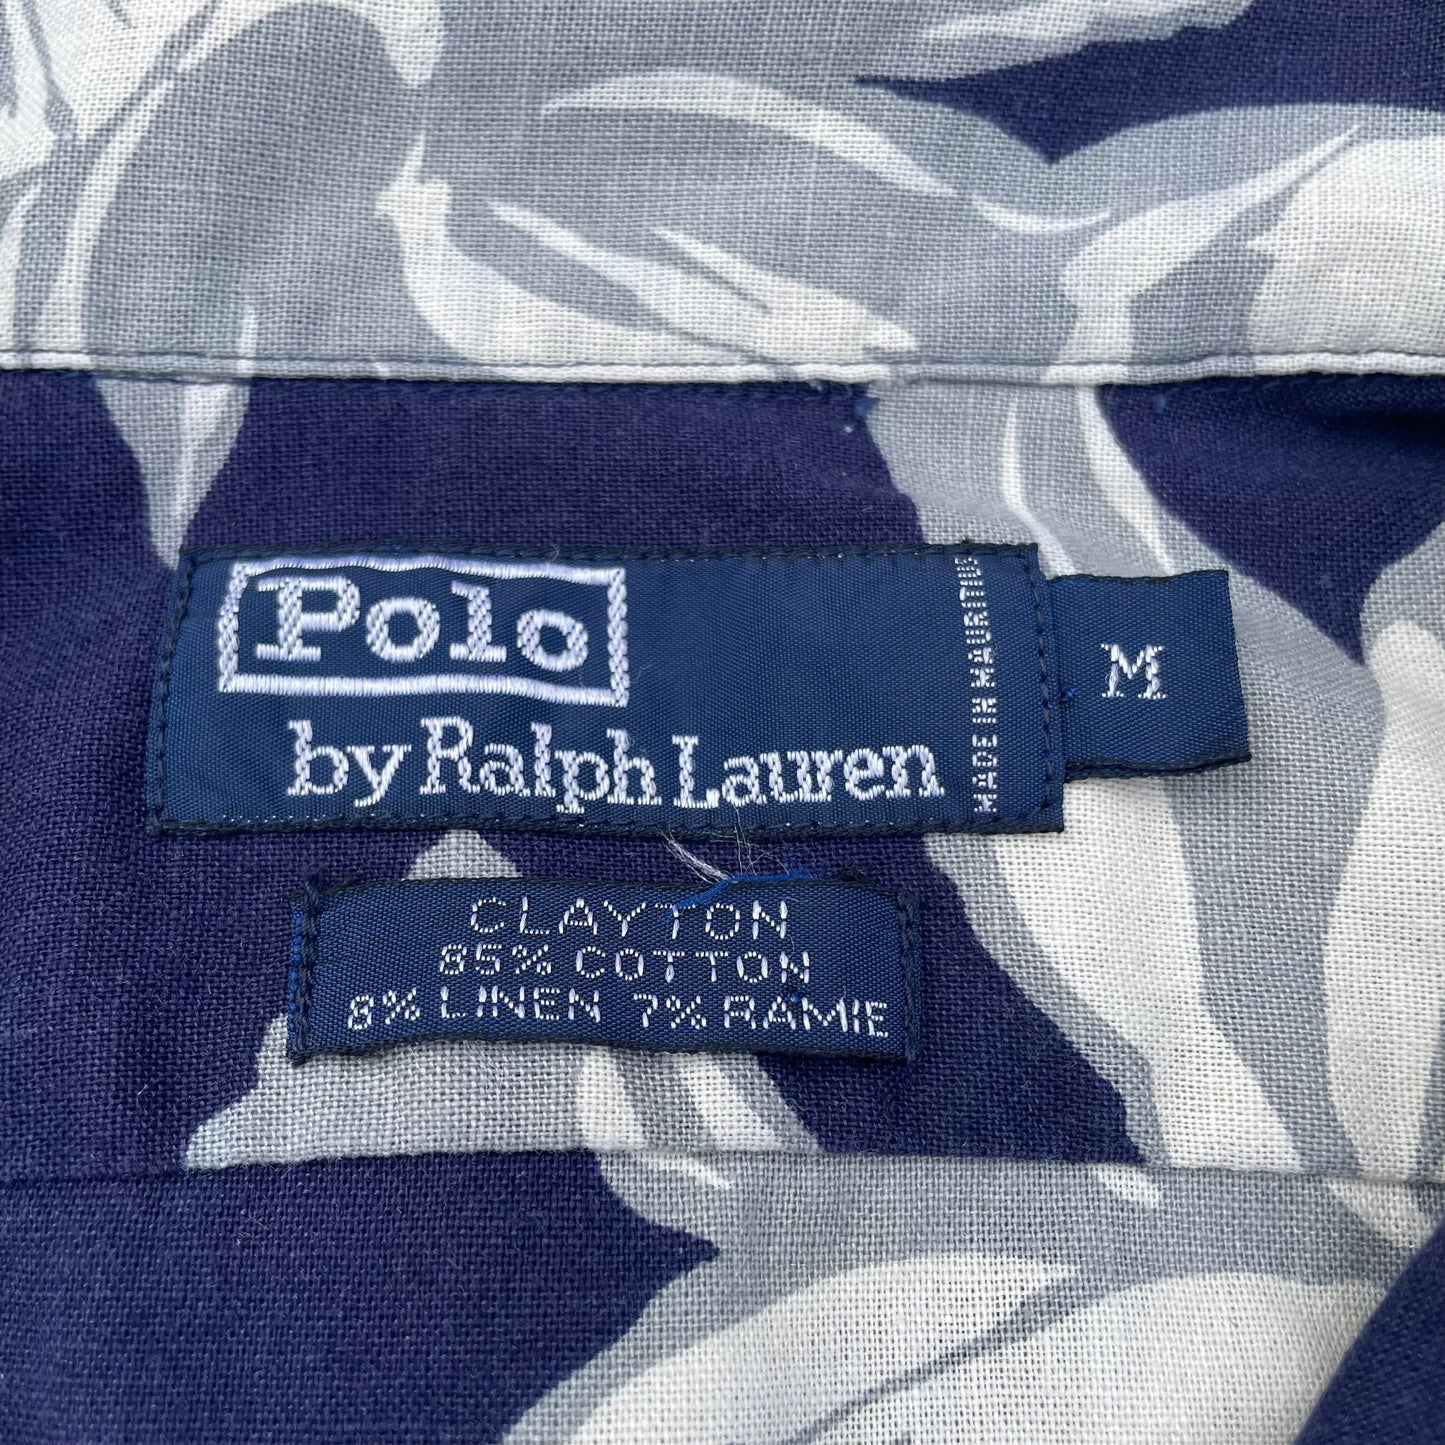 Polo
by Ralph Lauren
MADE IN MAURITIUS
M
CLAYTON
85% COTTON
8% LINEN 7% RAMIE